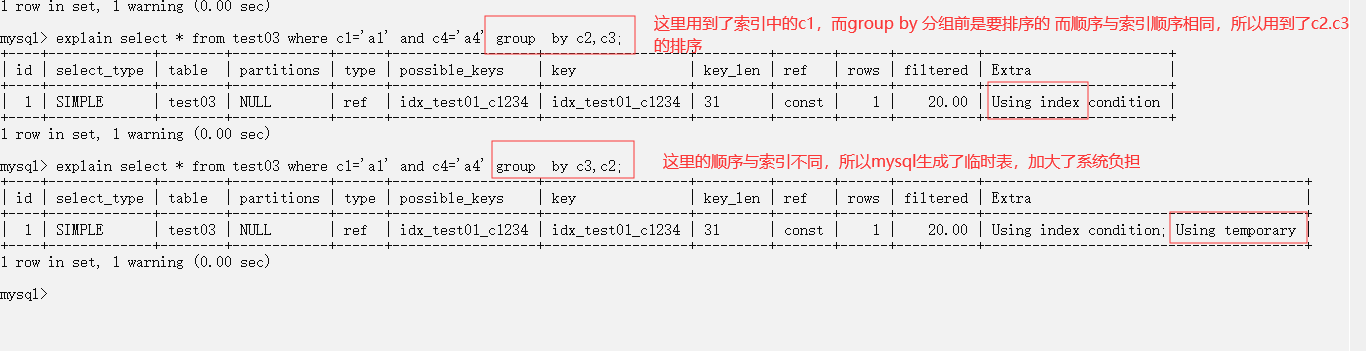 1 row in set, 1 warning (0.00 sec)
mysql> explain select * from test03 where c1='a1' and c4='a4' group  by c2,c3;
这里用到了索引中的c1，而group by 分组前是要排序的 而顺序与索引顺序相同，所以用到了c2.c3
的排序
| id | select_type | table  | partitions | type | possible_keys    | key              | key_len | ref   | rows | filtered | Extra                 |
|  1 | SIMPLE      | test03 | NULL       | ref  | idx_test01_c1234 | idx_test01_c1234 | 31      | const |    1 |    20.00 | Using index condition |
1 row in set, 1 warning (0.00 sec)
mysql> explain select * from test03 where c1='a1' and c4='a4' group  by c3,c2;
这里的顺序与索引不同，所以mysql生成了临时表，加大了系统负担
| id | select_type | table  | partitions | type | possible_keys    | key              | key_len | ref   | rows | filtered | Extra                                  |
|  1 | SIMPLE      | test03 | NULL       | ref  | idx_test01_c1234 | idx_test01_c1234 | 31      | const |    1 |    20.00 | Using index condition; Using temporary |
1 row in set, 1 warning (0.00 sec)
mysql>